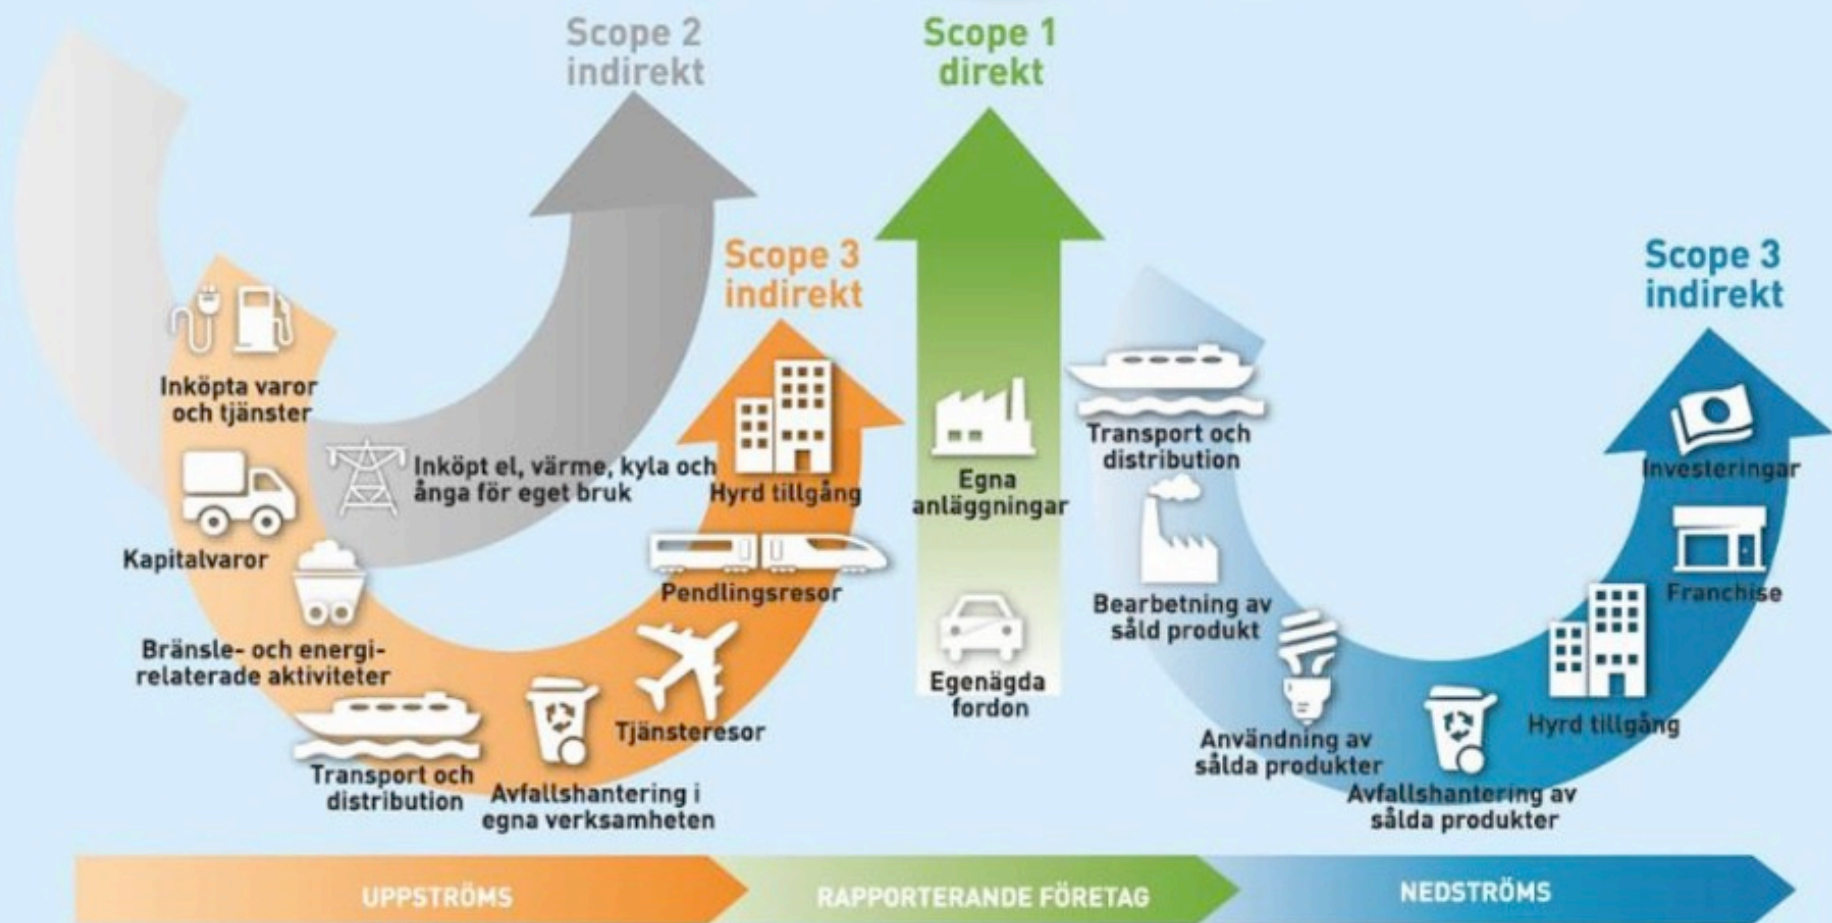 Scope 2
indirekt
Scope 1
direkt
Scope 3
indirekt
Scope 3
indirekt
Inköpta varor
och tjänster
Kapitalvaror
Bränsle- och energi-
relaterade aktiviteter
Transport och
distribution
Avfallshantering i
egna verksamheten
Tjänsteresor
Pendlingsresor
Hyrd tillgång
Inköpt el, värme, kyla och
ånga för eget bruk
Egna
anläggningar
Egenägda
fordon
Transport och
distribution
Bearbetning av
såld produkt
Användning av
sålda produkter
Avfallshantering av
sålda produkter
Hyrd tillgång
Franchise
Investeringar
UPPSTRÖMS
RAPPORTERANDE FÖRETAG
NEDSTRÖMS